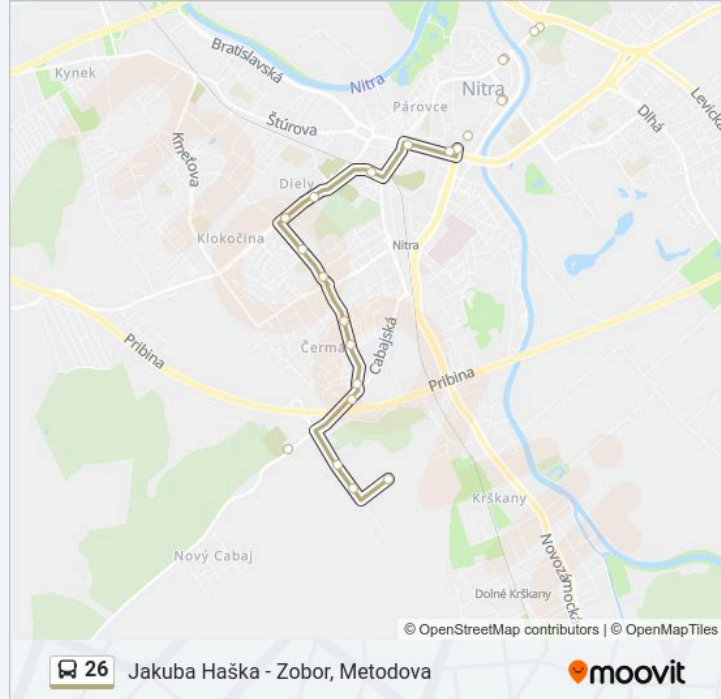 Bratislavská
Kynek
Nitra
Nitra
Párovce
Levická
Dlhá
Štúrova
Kmeťova
Diely
Klokočina
Nitra
Cabajská
Čermáň
Pribina
Pribina
Krškany
Nový Cabaj
Novozámocká
Dolné Krškany
© OpenStreetMap contributors | © OpenMapTiles
26 Jakuba Haška - Zobor, Metodova
moovit